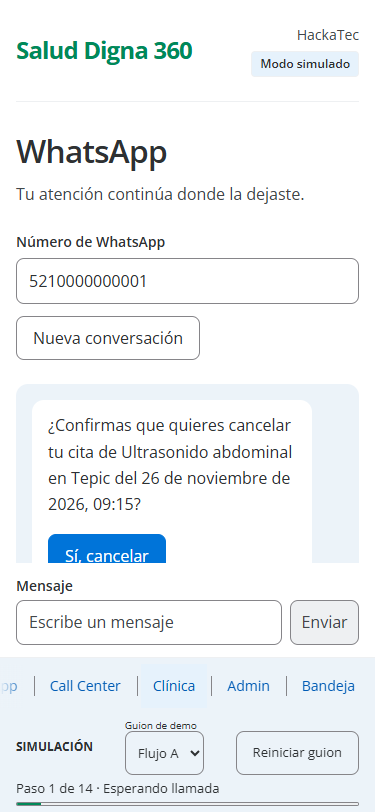 Salud Digna 360
HackaTec
Modo simulado
WhatsApp
Tu atención continúa donde la dejaste.
Número de WhatsApp
5210000000001
Nueva conversación
¿Confirmas que quieres cancelar
tu cita de Ultrasonido abdominal
en Tepic del 26 de noviembre de
2026, 09:15?
Sí, cancelar
Mensaje
Escribe un mensaje
Enviar
pp
Call Center
Clínica
Admin
Bandeja
Guion de demo
SIMULACIÓN
Flujo A
Reiniciar guion
Paso 1 de 14 · Esperando llamada